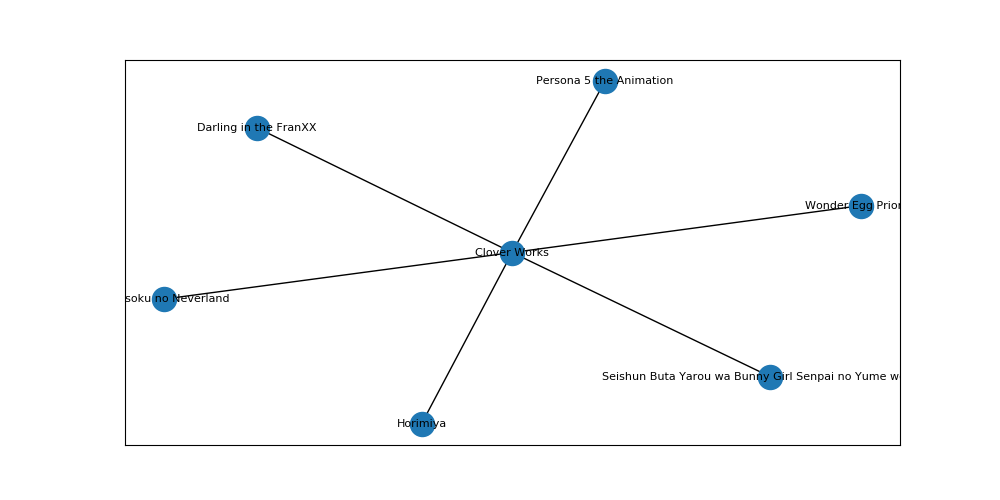 Persona 5 the Animation
Darling in the FranXX
Wonder Egg Prior
Clover Works
soku no Neverland
Seishun Buta Yarou wa Bunny Girl Senpai no Yume w
Horimiya